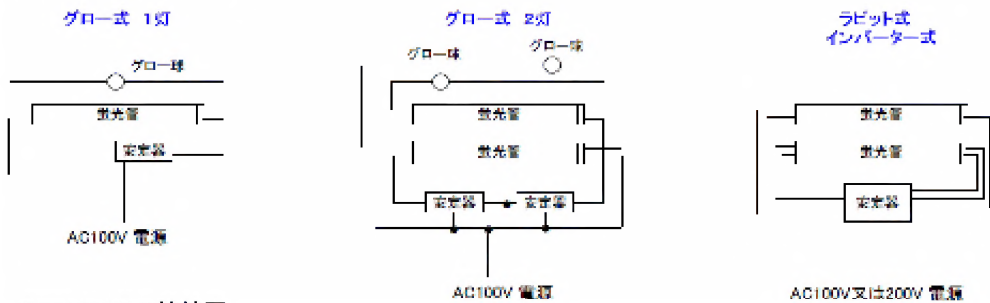 グロー式 1灯
グロー球
蛍光管
安定器
AC100V 電源
グロー式 2灯
グロー球
グロー球
蛍光管
蛍光管
安定器
安定器
AC100V 電源
ラピット式
インバーター式
蛍光管
蛍光管
安定器
AC100V又は200V 電源